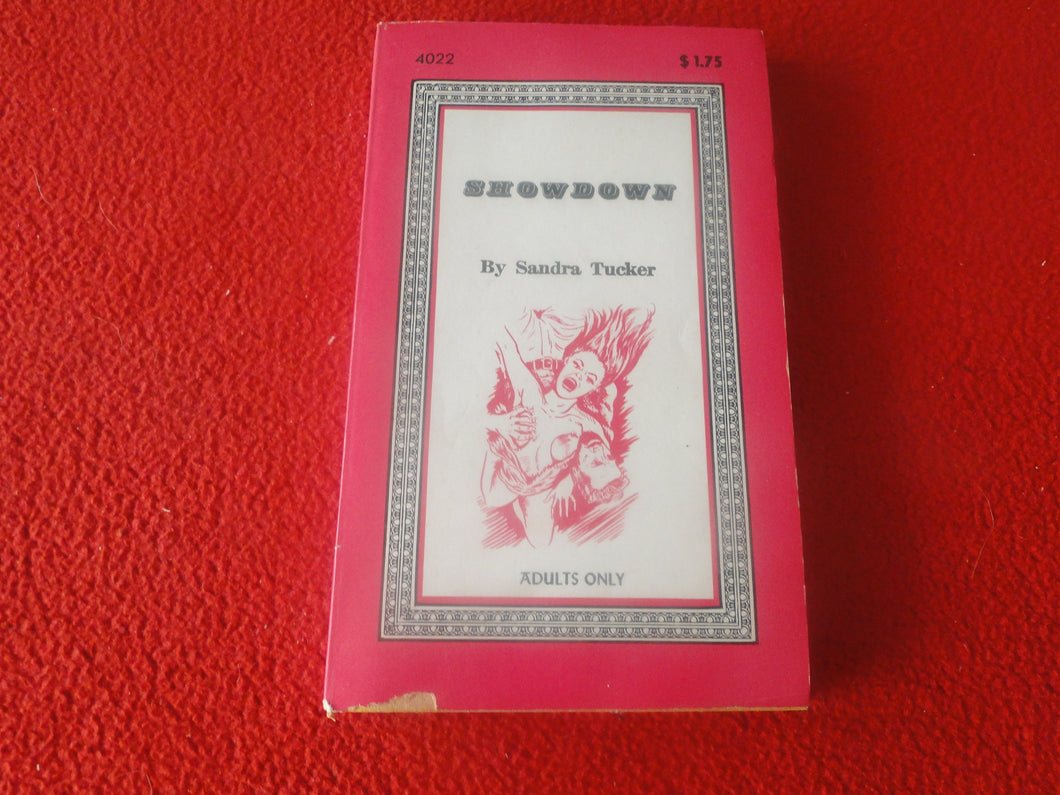 4022
$1.75
SHOWDOWN
By Sandra Tucker
ADULTS ONLY